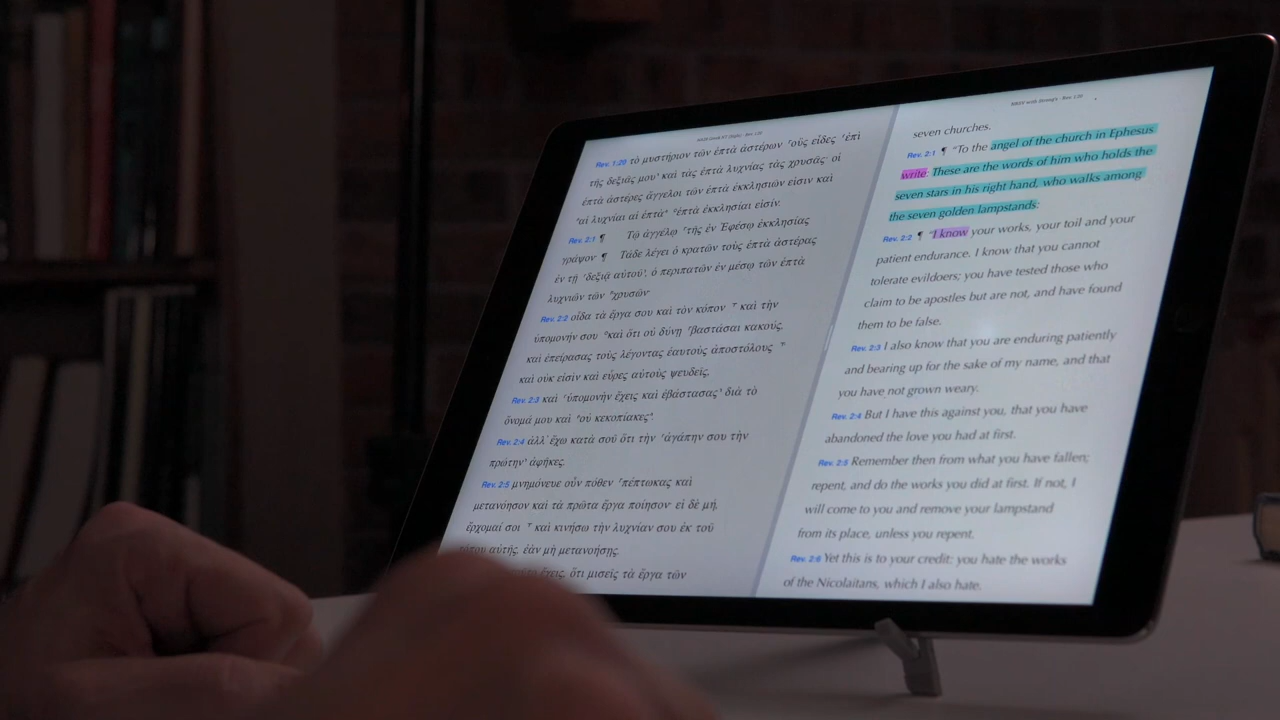 Rev. 1:20 τὸ μυστήριον τῶν ἑπτὰ ἀστέρων ⸀οὓς εἶδες ⸂ἐπὶ
τῆς δεξιᾶς μου⸃ καὶ τὰς ἑπτὰ λυχνίας τὰς χρυσᾶς· οἱ
ἑπτὰ ἀστέρες ἄγγελοι τῶν ἑπτὰ ἐκκλησιῶν εἰσιν καὶ
⸂αἱ λυχνίαι αἱ ἑπτὰ⸃ ⸋ἑπτὰ ἐκκλησίαι εἰσίν.
Rev. 2:1 ¶ Τῷ ἀγγέλῳ ⸀τῆς ἐν Ἐφέσῳ ἐκκλησίας
γράψον· ¶ Τάδε λέγει ὁ κρατῶν τοὺς ἑπτὰ ἀστέρας
ἐν τῇ ⸂δεξιᾷ αὐτοῦ⸃, ὁ περιπατῶν ἐν μέσῳ τῶν ἑπτὰ
λυχνιῶν τῶν ⸀χρυσῶν·
Rev. 2:2 οἶδα τὰ ἔργα σου καὶ τὸν κόπον ⸆ καὶ τὴν
ὑπομονήν σου ⸋καὶ ὅτι οὐ δύνῃ ⸀βαστάσαι κακούς,
καὶ ἐπείρασας τοὺς λέγοντας ἑαυτοὺς ἀποστόλους ⸆
καὶ οὐκ εἰσὶν καὶ εὗρες αὐτοὺς ψευδεῖς,
Rev. 2:3 καὶ ⸂ὑπομονὴν ἔχεις καὶ ἐβάστασας⸃ διὰ τὸ
ὄνομά μου καὶ ⸂οὐ κεκοπίακες⸃.
Rev. 2:4 ἀλλ᾽ ἔχω κατὰ σοῦ ὅτι τὴν ⸂ἀγάπην σου τὴν
πρώτην⸃ ἀφῆκες.
Rev. 2:5 μνημόνευε οὖν πόθεν ⸀πέπτωκας καὶ
μετανόησον καὶ τὰ πρῶτα ἔργα ποίησον· εἰ δὲ μή,
ἔρχομαί σοι ⸆ καὶ κινήσω τὴν λυχνίαν σου ἐκ τοῦ
τόπου αὐτῆς, ἐὰν μὴ μετανοήσῃς.
ἔχεις, ὅτι μισεῖς τὰ ἔργα τῶν
seven churches.
Rev. 2:1 ¶ “To the angel of the church in Ephesus
write: These are the words of him who holds the
seven stars in his right hand, who walks among
the seven golden lampstands:
Rev. 2:2 ¶ “I know your works, your toil and your
patient endurance. I know that you cannot
tolerate evildoers; you have tested those who
claim to be apostles but are not, and have found
them to be false.
Rev. 2:3 I also know that you are enduring patiently
and bearing up for the sake of my name, and that
you have not grown weary.
Rev. 2:4 But I have this against you, that you have
abandoned the love you had at first.
Rev. 2:5 Remember then from what you have fallen;
repent, and do the works you did at first. If not, I
will come to you and remove your lampstand
from its place, unless you repent.
Rev. 2:6 Yet this is to your credit: you hate the works
of the Nicolaitans, which I also hate.